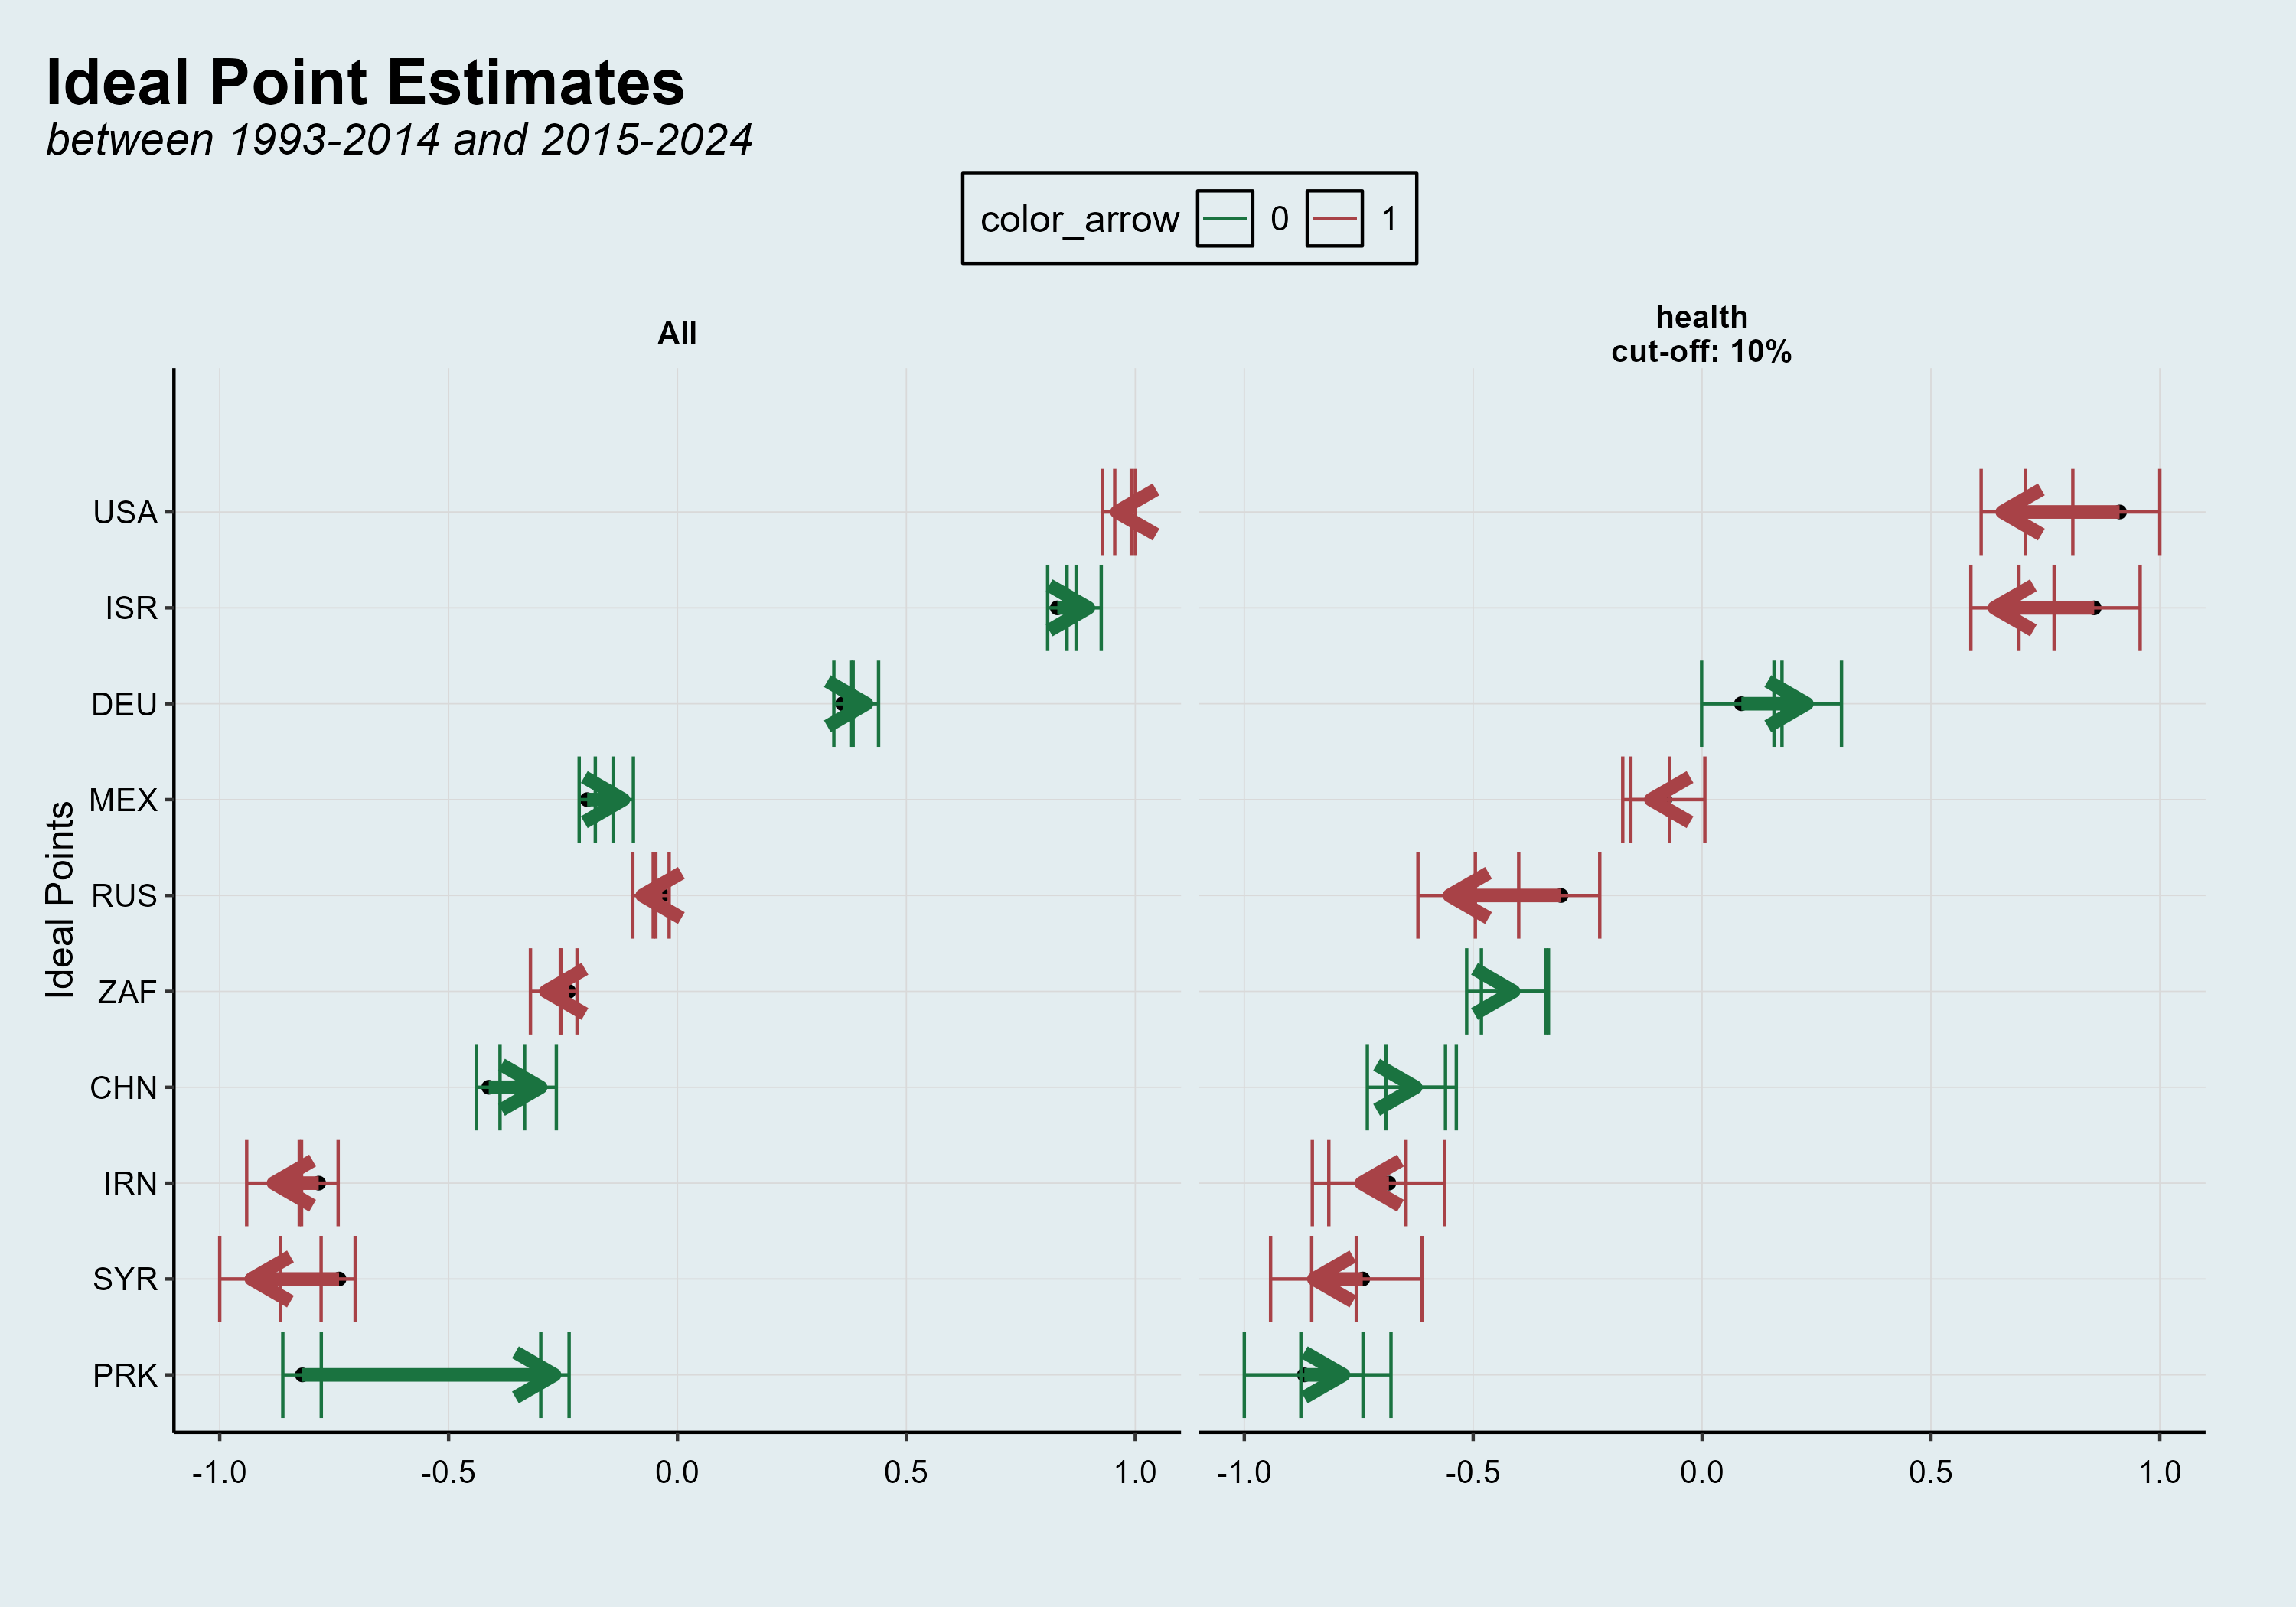 Ideal Point Estimates
between 1993-2014 and 2015-2024
color_arrow 0 1
All
health
cut-off: 10%
Ideal Points
USA
ISR
DEU
MEX
RUS
ZAF
CHN
IRN
SYR
PRK
-1.0 -0.5 0.0 0.5 1.0
-1.0 -0.5 0.0 0.5 1.0